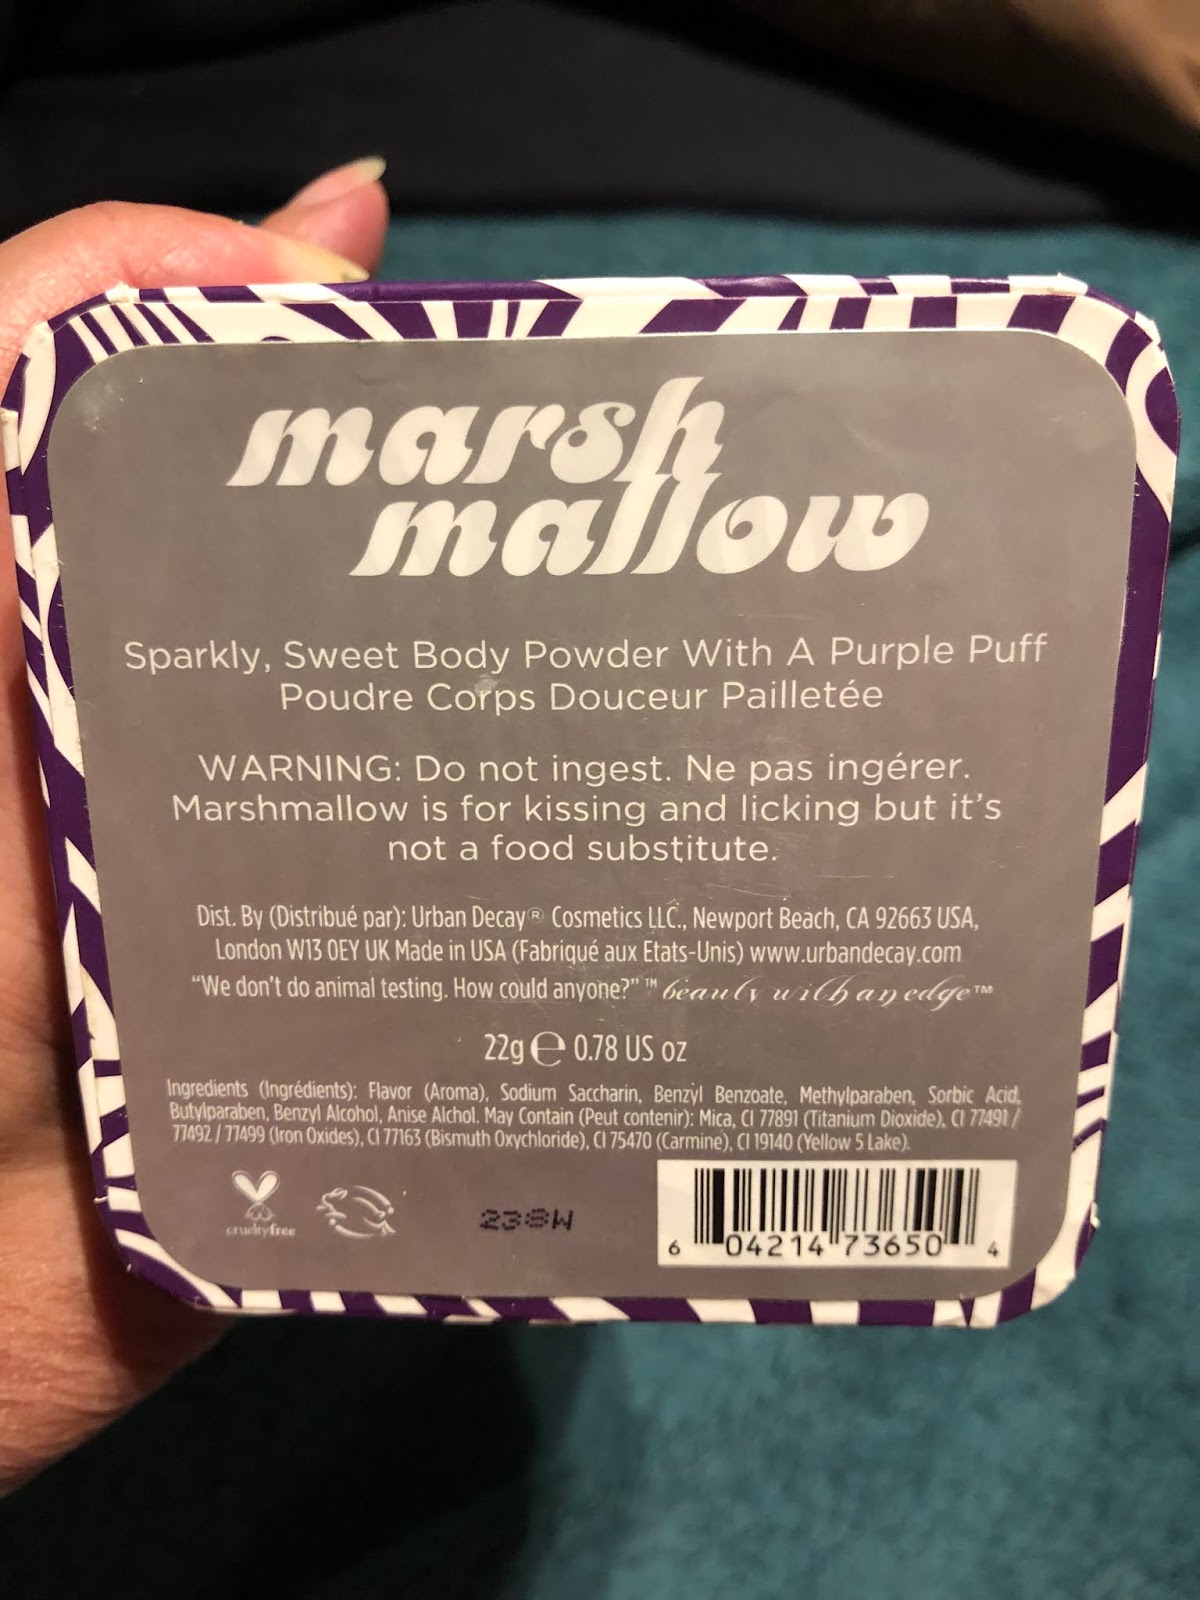 marsh
mallow
Sparkly, Sweet Body Powder With A Purple Puff
Poudre Corps Douceur Pailletée
WARNING: Do not ingest. Ne pas ingérer.
Marshmallow is for kissing and licking but it's
not a food substitute.
Dist. By (Distribué par): Urban Decay® Cosmetics LLC., Newport Beach, CA 92663 USA,
London W13 0EY UK Made in USA (Fabriqué aux Etats-Unis) www.urbandecay.com
"We don't do animal testing. How could anyone?" ™ beauty with an edge™
22g ℮ 0.78 US oz
Ingredients (Ingrédients): Flavor (Aroma), Sodium Saccharin, Benzyl Benzoate, Methylparaben, Sorbic Acid,
Butylparaben, Benzyl Alcohol, Anise Alchol. May Contain (Peut contenir): Mica, CI 77891 (Titanium Dioxide), CI 77491 /
77492 / 77499 (Iron Oxides), CI 77163 (Bismuth Oxychloride), CI 75470 (Carmine), CI 19140 (Yellow 5 Lake).
crueltyfree
238W
6 04214 73650 4